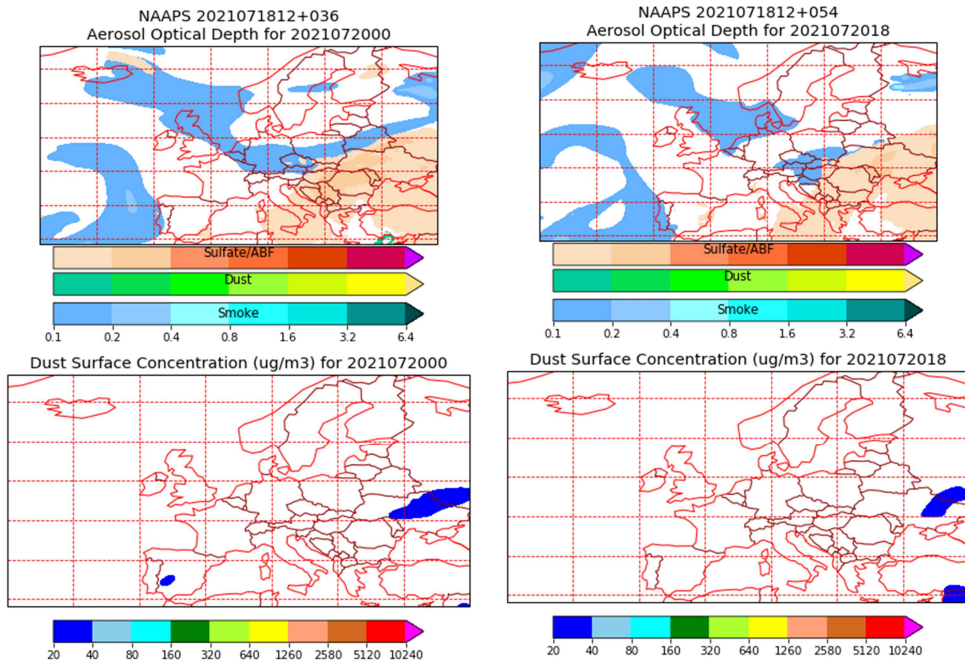 NAAPS 2021071812+036
Aerosol Optical Depth for 2021072000
Sulfate/ABF
Dust
Smoke
0.1 0.2 0.4 0.8 1.6 3.2 6.4
NAAPS 2021071812+054
Aerosol Optical Depth for 2021072018
Sulfate/ABF
Dust
Smoke
0.1 0.2 0.4 0.8 1.6 3.2 6.4
Dust Surface Concentration (ug/m3) for 2021072000
20 40 80 160 320 640 1260 2580 5120 10240
Dust Surface Concentration (ug/m3) for 2021072018
20 40 80 160 320 640 1260 2580 5120 10240